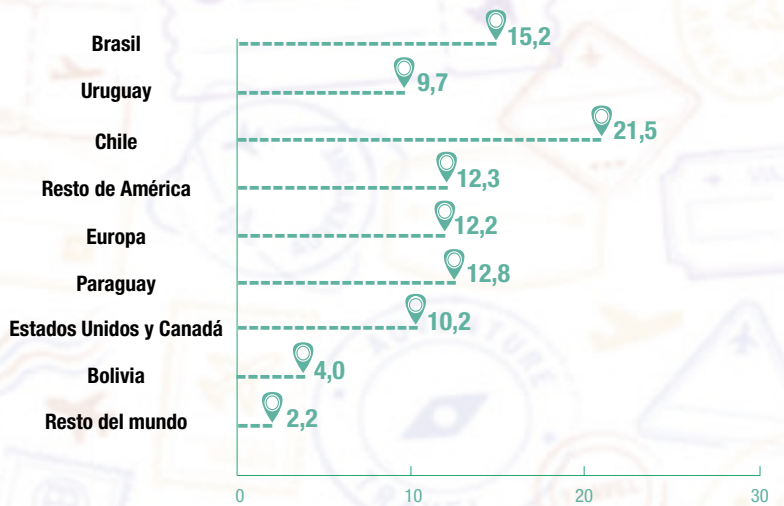 Brasil 15,2
Uruguay 9,7
Chile 21,5
Resto de América 12,3
Europa 12,2
Paraguay 12,8
Estados Unidos y Canadá 10,2
Bolivia 4,0
Resto del mundo 2,2
0 10 20 30